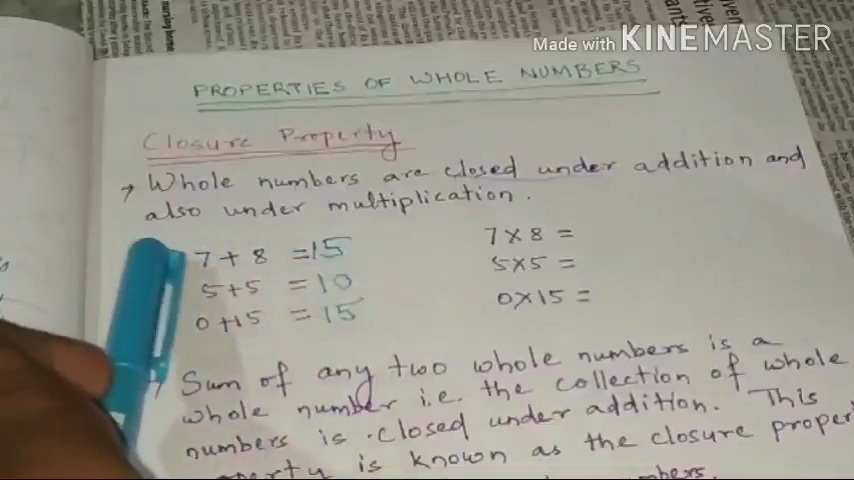 Made with KINEMASTER
PROPERTIES OF WHOLE NUMBERS
Closure Property
→ Whole numbers are closed under addition and
also under multiplication.
7 + 8 = 15
5 + 5 = 10
0 + 15 = 15
7 × 8 =
5 × 5 =
0 × 15 =
Sum of any two whole numbers is a
whole number i.e. the collection of whole
numbers is closed under addition. This
is known as the closure